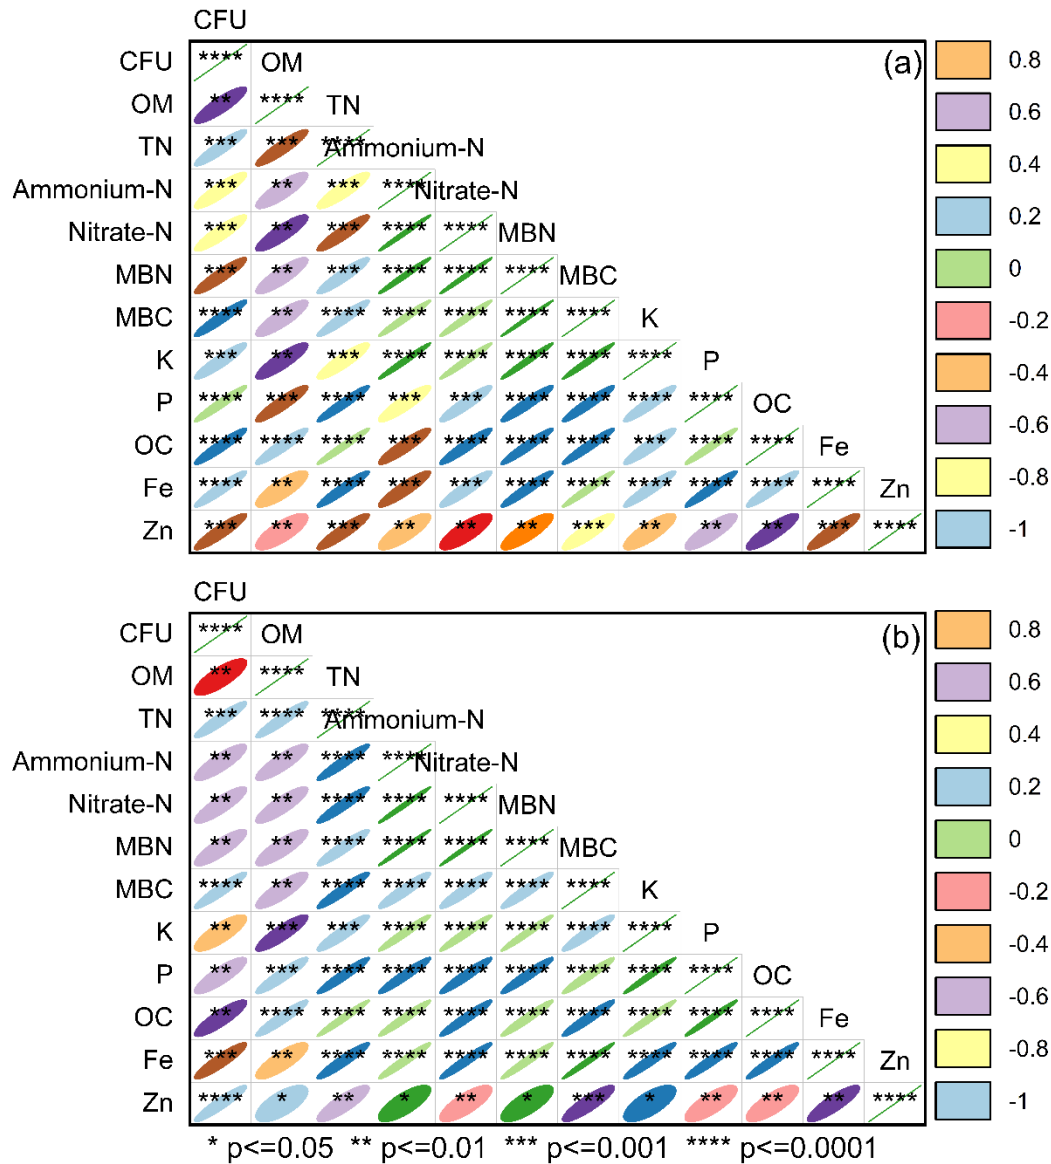 CFU
(a)
CFU **** OM 0.8
OM ** **** TN 0.6
TN *** *** **** Ammonium-N 0.4
Ammonium-N *** ** *** **** Nitrate-N 0.2
Nitrate-N *** ** *** **** **** MBN 0
MBN *** ** *** **** **** **** MBC -0.2
MBC **** ** **** **** **** **** **** K -0.4
K *** ** *** **** **** **** **** **** P -0.6
P **** *** **** *** *** **** **** **** **** OC -0.8
OC **** **** **** *** **** **** **** *** **** **** Fe -1
Fe **** ** **** *** *** **** **** **** **** **** **** Zn
Zn *** ** *** ** ** ** *** ** ** ** *** ****
CFU
(b)
CFU **** OM 0.8
OM ** **** TN 0.6
TN *** **** **** Ammonium-N 0.4
Ammonium-N ** ** **** **** Nitrate-N 0.2
Nitrate-N ** ** **** **** **** MBN 0
MBN ** ** **** **** **** **** MBC -0.2
MBC **** ** **** **** **** **** **** K -0.4
K ** *** *** **** **** **** **** **** P -0.6
P ** *** **** **** **** **** **** **** **** OC -0.8
OC ** **** **** **** **** **** **** **** **** **** Fe -1
Fe *** ** **** **** **** **** **** **** **** **** **** Zn
Zn **** * ** * ** * *** * ** ** ** ****
* p<=0.05 ** p<=0.01 *** p<=0.001 **** p<=0.0001